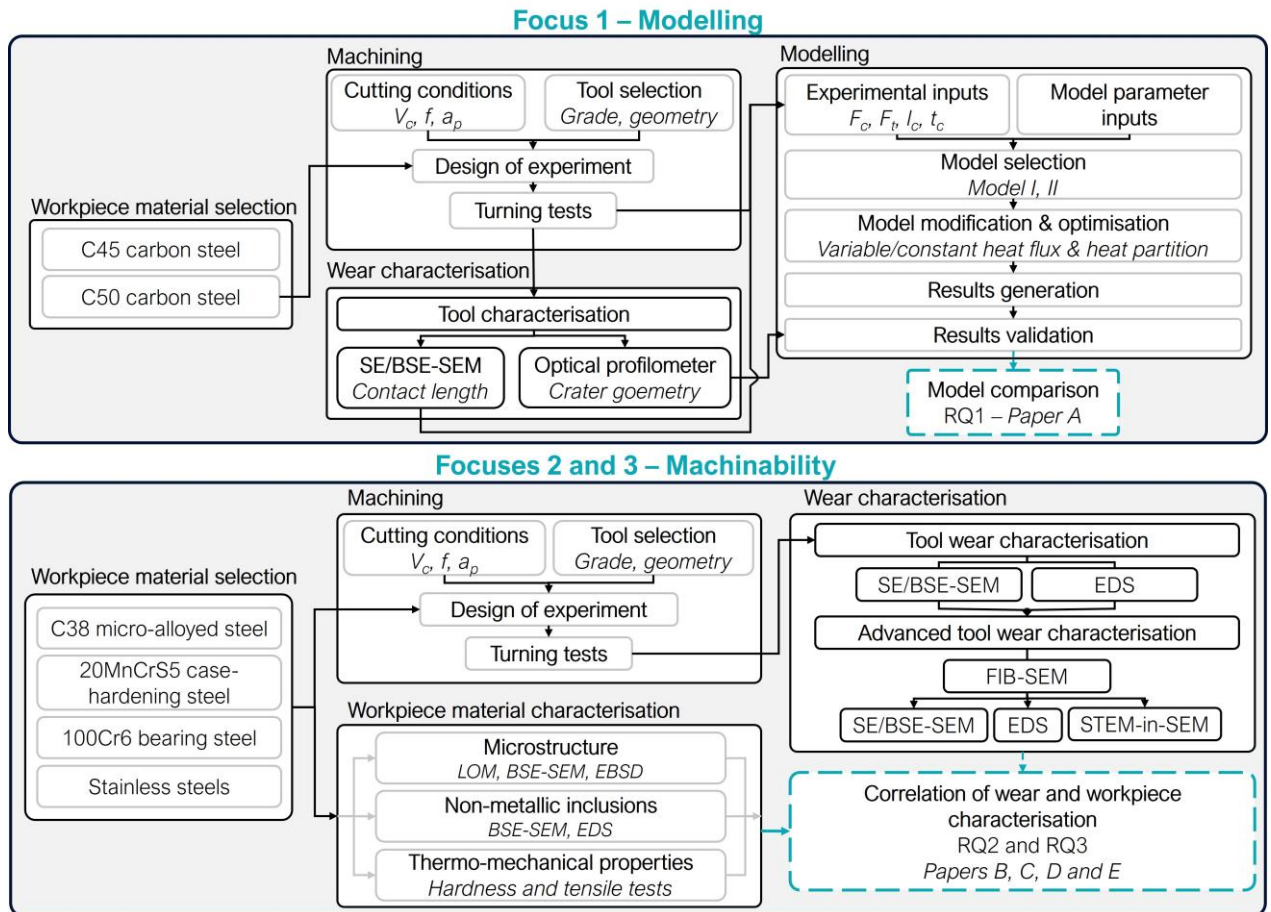 Focus 1 – Modelling
Machining
Cutting conditions
Vc, f, ap
Tool selection
Grade, geometry
Design of experiment
Turning tests
Workpiece material selection
C45 carbon steel
C50 carbon steel
Wear characterisation
Tool characterisation
SE/BSE-SEM
Contact length
Optical profilometer
Crater goemetry
Modelling
Experimental inputs
Fc, Ft, lc, tc
Model parameter
inputs
Model selection
Model I, II
Model modification & optimisation
Variable/constant heat flux & heat partition
Results generation
Results validation
Model comparison
RQ1 – Paper A
Focuses 2 and 3 – Machinability
Machining
Cutting conditions
Vc, f, ap
Tool selection
Grade, geometry
Design of experiment
Turning tests
Workpiece material selection
C38 micro-alloyed steel
20MnCrS5 case-
hardening steel
100Cr6 bearing steel
Stainless steels
Workpiece material characterisation
Microstructure
LOM, BSE-SEM, EBSD
Non-metallic inclusions
BSE-SEM, EDS
Thermo-mechanical properties
Hardness and tensile tests
Wear characterisation
Tool wear characterisation
SE/BSE-SEM
EDS
Advanced tool wear characterisation
FIB-SEM
SE/BSE-SEM
EDS
STEM-in-SEM
Correlation of wear and workpiece
characterisation
RQ2 and RQ3
Papers B, C, D and E